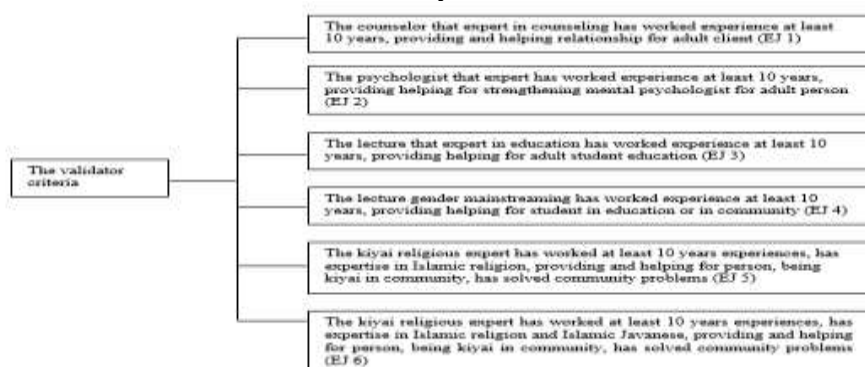 The counselor that expert in counseling has worked experience at least
10 years, providing and helping relationship for adult client (EJ 1)
The psychologist that expert has worked experience at least 10 years,
providing helping for strengthening mental psychologist for adult person
(EJ 2)
The lecture that expert in education has worked experience at least 10
years, providing helping for adult student education (EJ 3)
The validator
criteria
The lecture gender mainstreaming has worked experience at least 10
years, providing helping for student in education or in community (EJ 4)
The kiyai religious expert has worked at least 10 years experiences, has
expertise in Islamic religion, providing and helping for person, being
kiyai in community, has solved community problems (EJ 5)
The kiyai religious expert has worked at least 10 years experiences, has
expertise in Islamic religion and Islamic Javanese, providing and helping
for person, being kiyai in community, has solved community problems
(EJ 6)